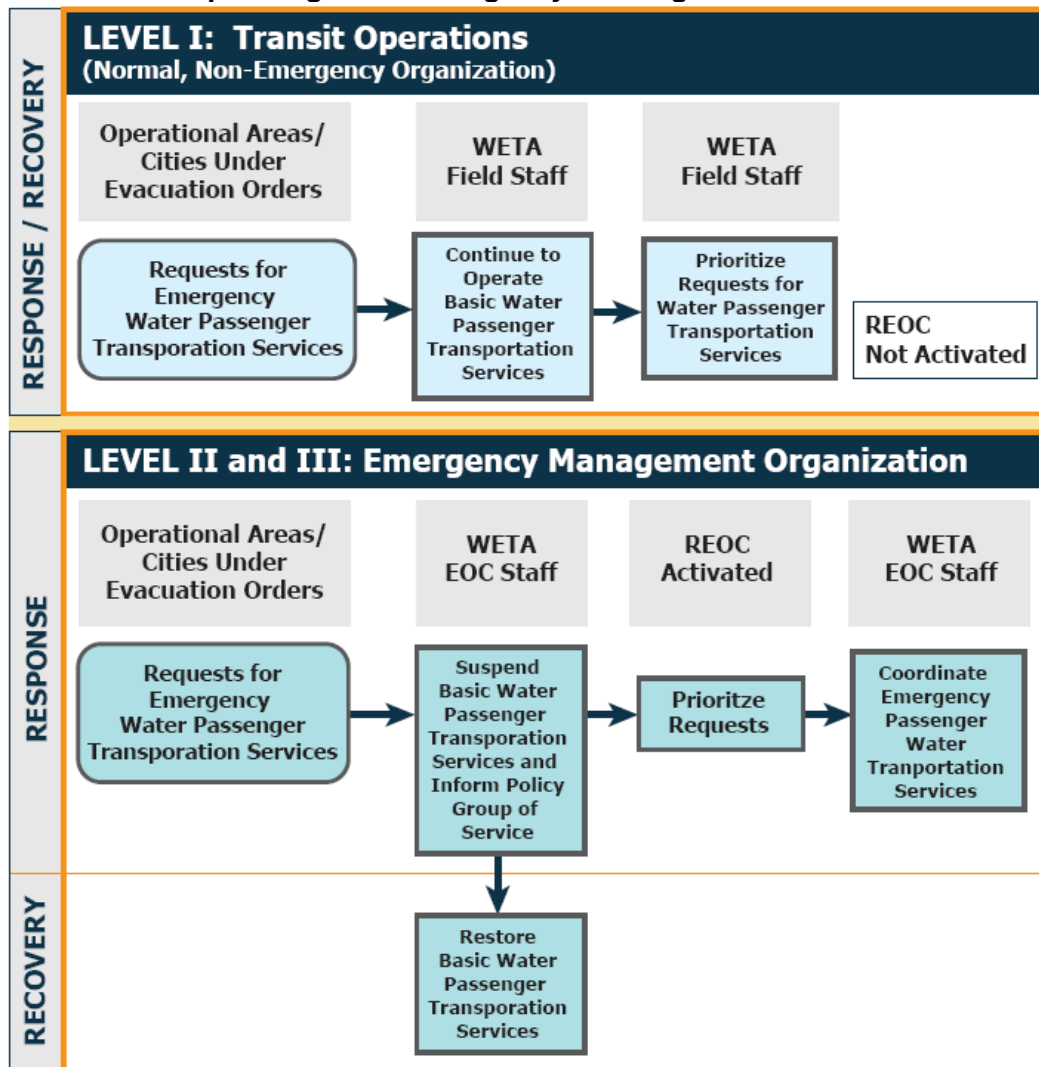 LEVEL I: Transit Operations
(Normal, Non-Emergency Organization)
RESPONSE / RECOVERY
Operational Areas/
Cities Under
Evacuation Orders
WETA
Field Staff
WETA
Field Staff
Requests for
Emergency
Water Passenger
Transporation Services
Continue to
Operate
Basic Water
Passenger
Transportation
Services
Prioritize
Requests for
Water Passenger
Transportation
Services
REOC
Not Activated
LEVEL II and III: Emergency Management Organization
RESPONSE
Operational Areas/
Cities Under
Evacuation Orders
WETA
EOC Staff
REOC
Activated
WETA
EOC Staff
Requests for
Emergency
Water Passenger
Transporation Services
Suspend
Basic Water
Passenger
Transporation
Services and
Inform Policy
Group of
Service
Prioritze
Requests
Coordinate
Emergency
Passenger
Water
Tranportation
Services
RECOVERY
Restore
Basic Water
Passenger
Transporation
Services